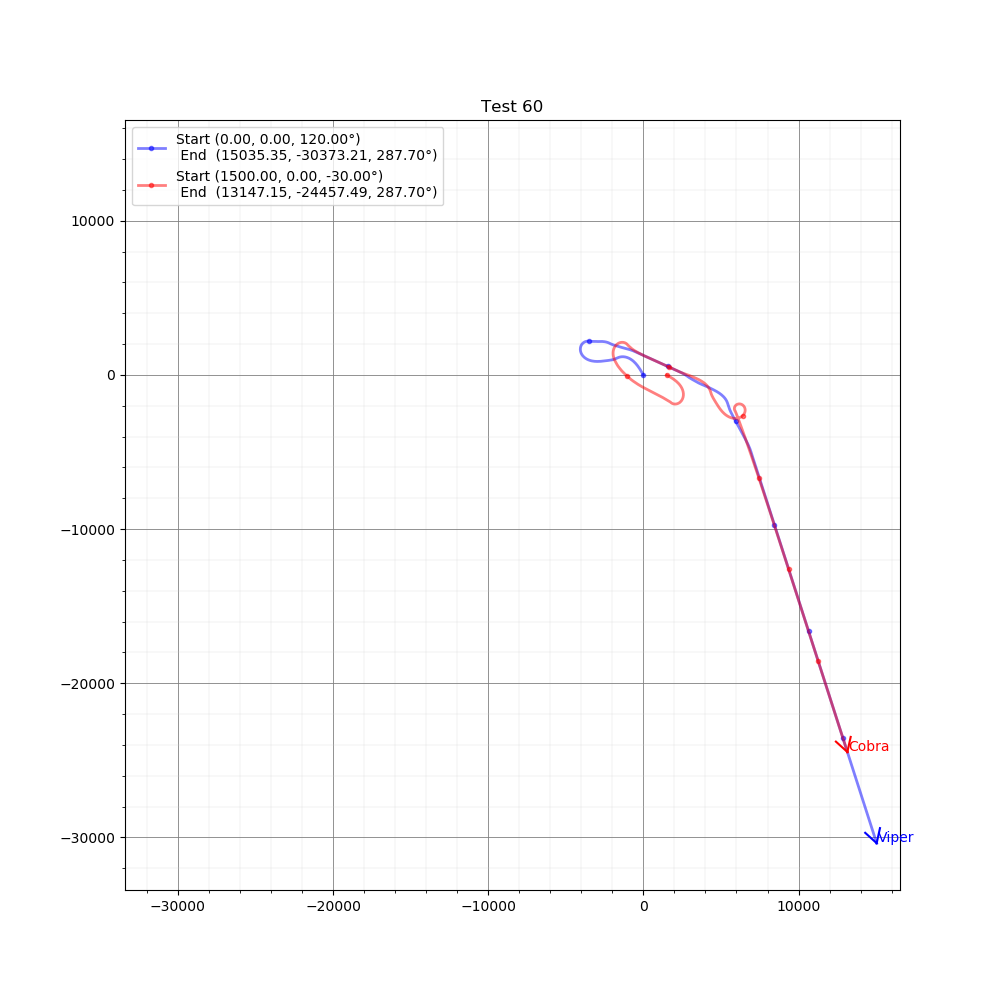 Test 60
Start (0.00, 0.00, 120.00°)
End  (15035.35, -30373.21, 287.70°)
Start (1500.00, 0.00, -30.00°)
End  (13147.15, -24457.49, 287.70°)
10000
0
−10000
−20000
−30000
Cobra
Viper
−30000
−20000
−10000
0
10000